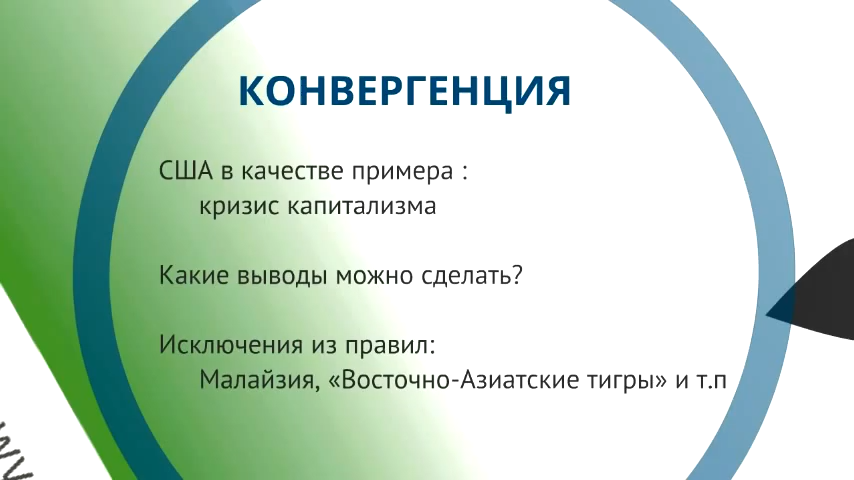 КОНВЕРГЕНЦИЯ
США в качестве примера :
кризис капитализма
Какие выводы можно сделать?
Исключения из правил:
Малайзия, «Восточно-Азиатские тигры» и т.п